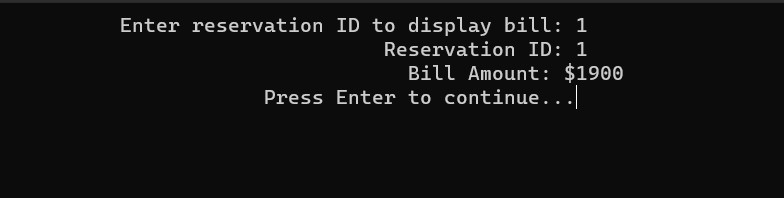 Enter reservation ID to display bill: 1
Reservation ID: 1
Bill Amount: $1900
Press Enter to continue...